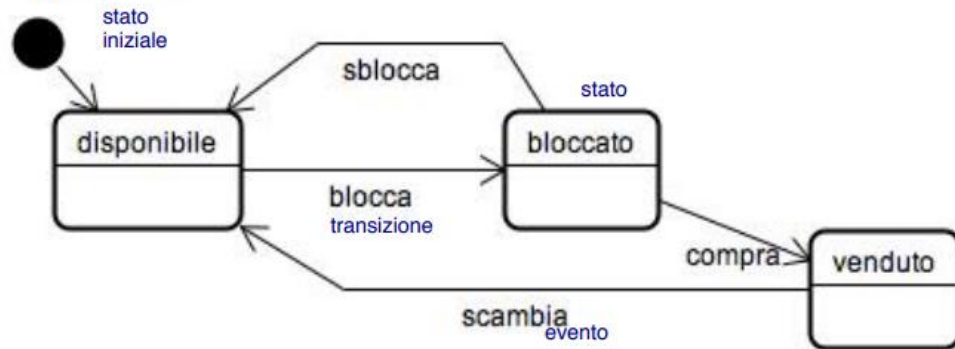 stato
iniziale
sblocca
stato
disponibile
bloccato
blocca
transizione
compra
venduto
scambia
evento